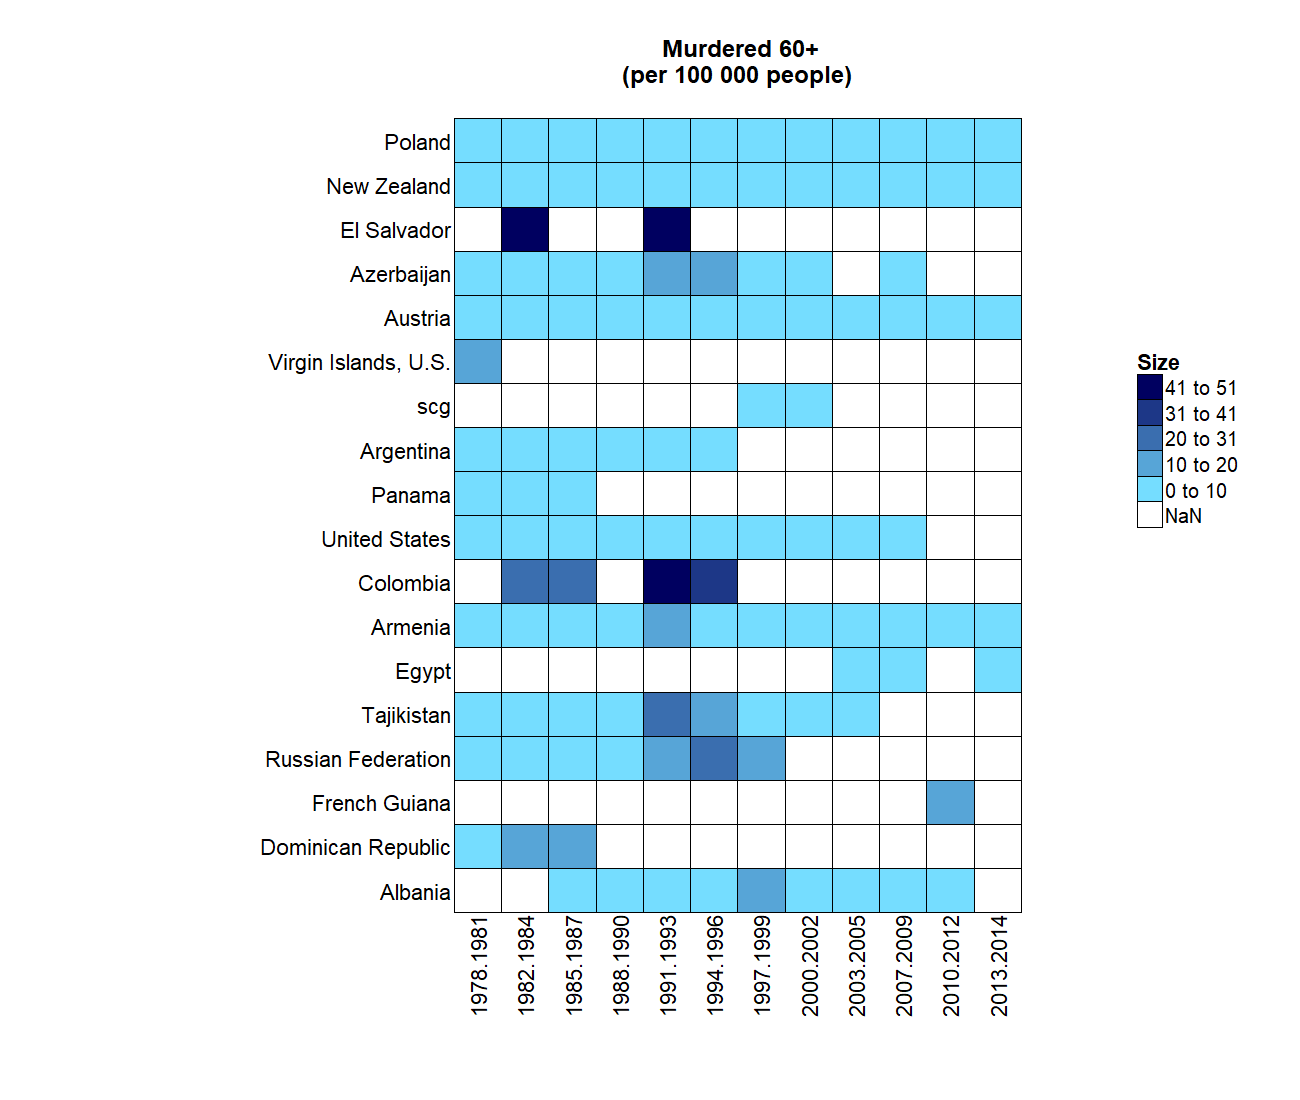 Murdered 60+
(per 100 000 people)
Poland
New Zealand
El Salvador
Azerbaijan
Austria
Virgin Islands, U.S.
scg
Argentina
Panama
United States
Colombia
Armenia
Egypt
Tajikistan
Russian Federation
French Guiana
Dominican Republic
Albania
1978.1981
1982.1984
1985.1987
1988.1990
1991.1993
1994.1996
1997.1999
2000.2002
2003.2005
2007.2009
2010.2012
2013.2014
Size
41 to 51
31 to 41
20 to 31
10 to 20
0 to 10
NaN